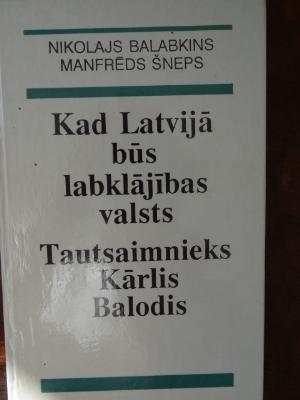 NIKOLAJS BALABKINS
MANFRĒDS ŠNEPS
Kad Latvijā
būs
labklājības
valsts
Tautsaimnieks
Kārlis
Balodis